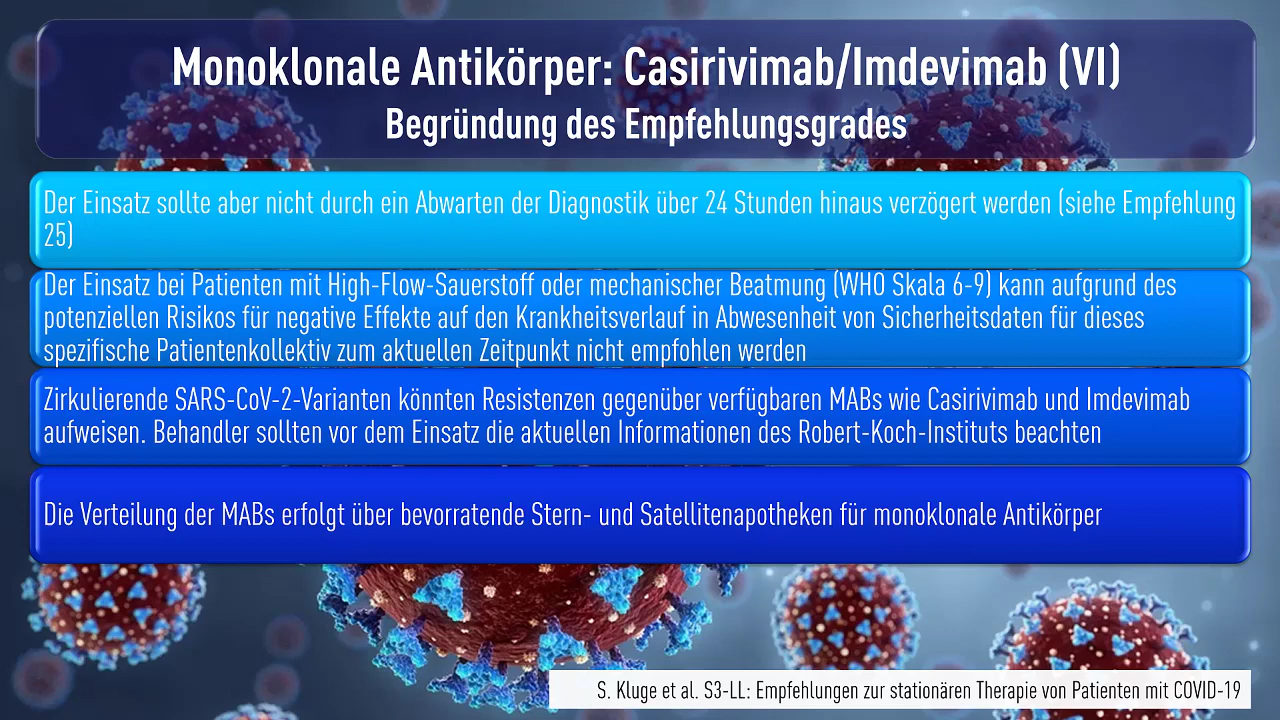 Monoklonale Antikörper: Casirivimab/Imdevimab (VI)
Begründung des Empfehlungsgrades
Der Einsatz sollte aber nicht durch ein Abwarten der Diagnostik über 24 Stunden hinaus verzögert werden (siehe Empfehlung
25)
Der Einsatz bei Patienten mit High-Flow-Sauerstoff oder mechanischer Beatmung (WHO Skala 6-9) kann aufgrund des
potenziellen Risikos für negative Effekte auf den Krankheitsverlauf in Abwesenheit von Sicherheitsdaten für dieses
spezifische Patientenkollektiv zum aktuellen Zeitpunkt nicht empfohlen werden
Zirkulierende SARS-CoV-2-Varianten könnten Resistenzen gegenüber verfügbaren MABs wie Casirivimab und Imdevimab
aufweisen. Behandler sollten vor dem Einsatz die aktuellen Informationen des Robert-Koch-Instituts beachten
Die Verteilung der MABs erfolgt über bevorratende Stern- und Satellitenapotheken für monoklonale Antikörper
S. Kluge et al. S3-LL: Empfehlungen zur stationären Therapie von Patienten mit COVID-19